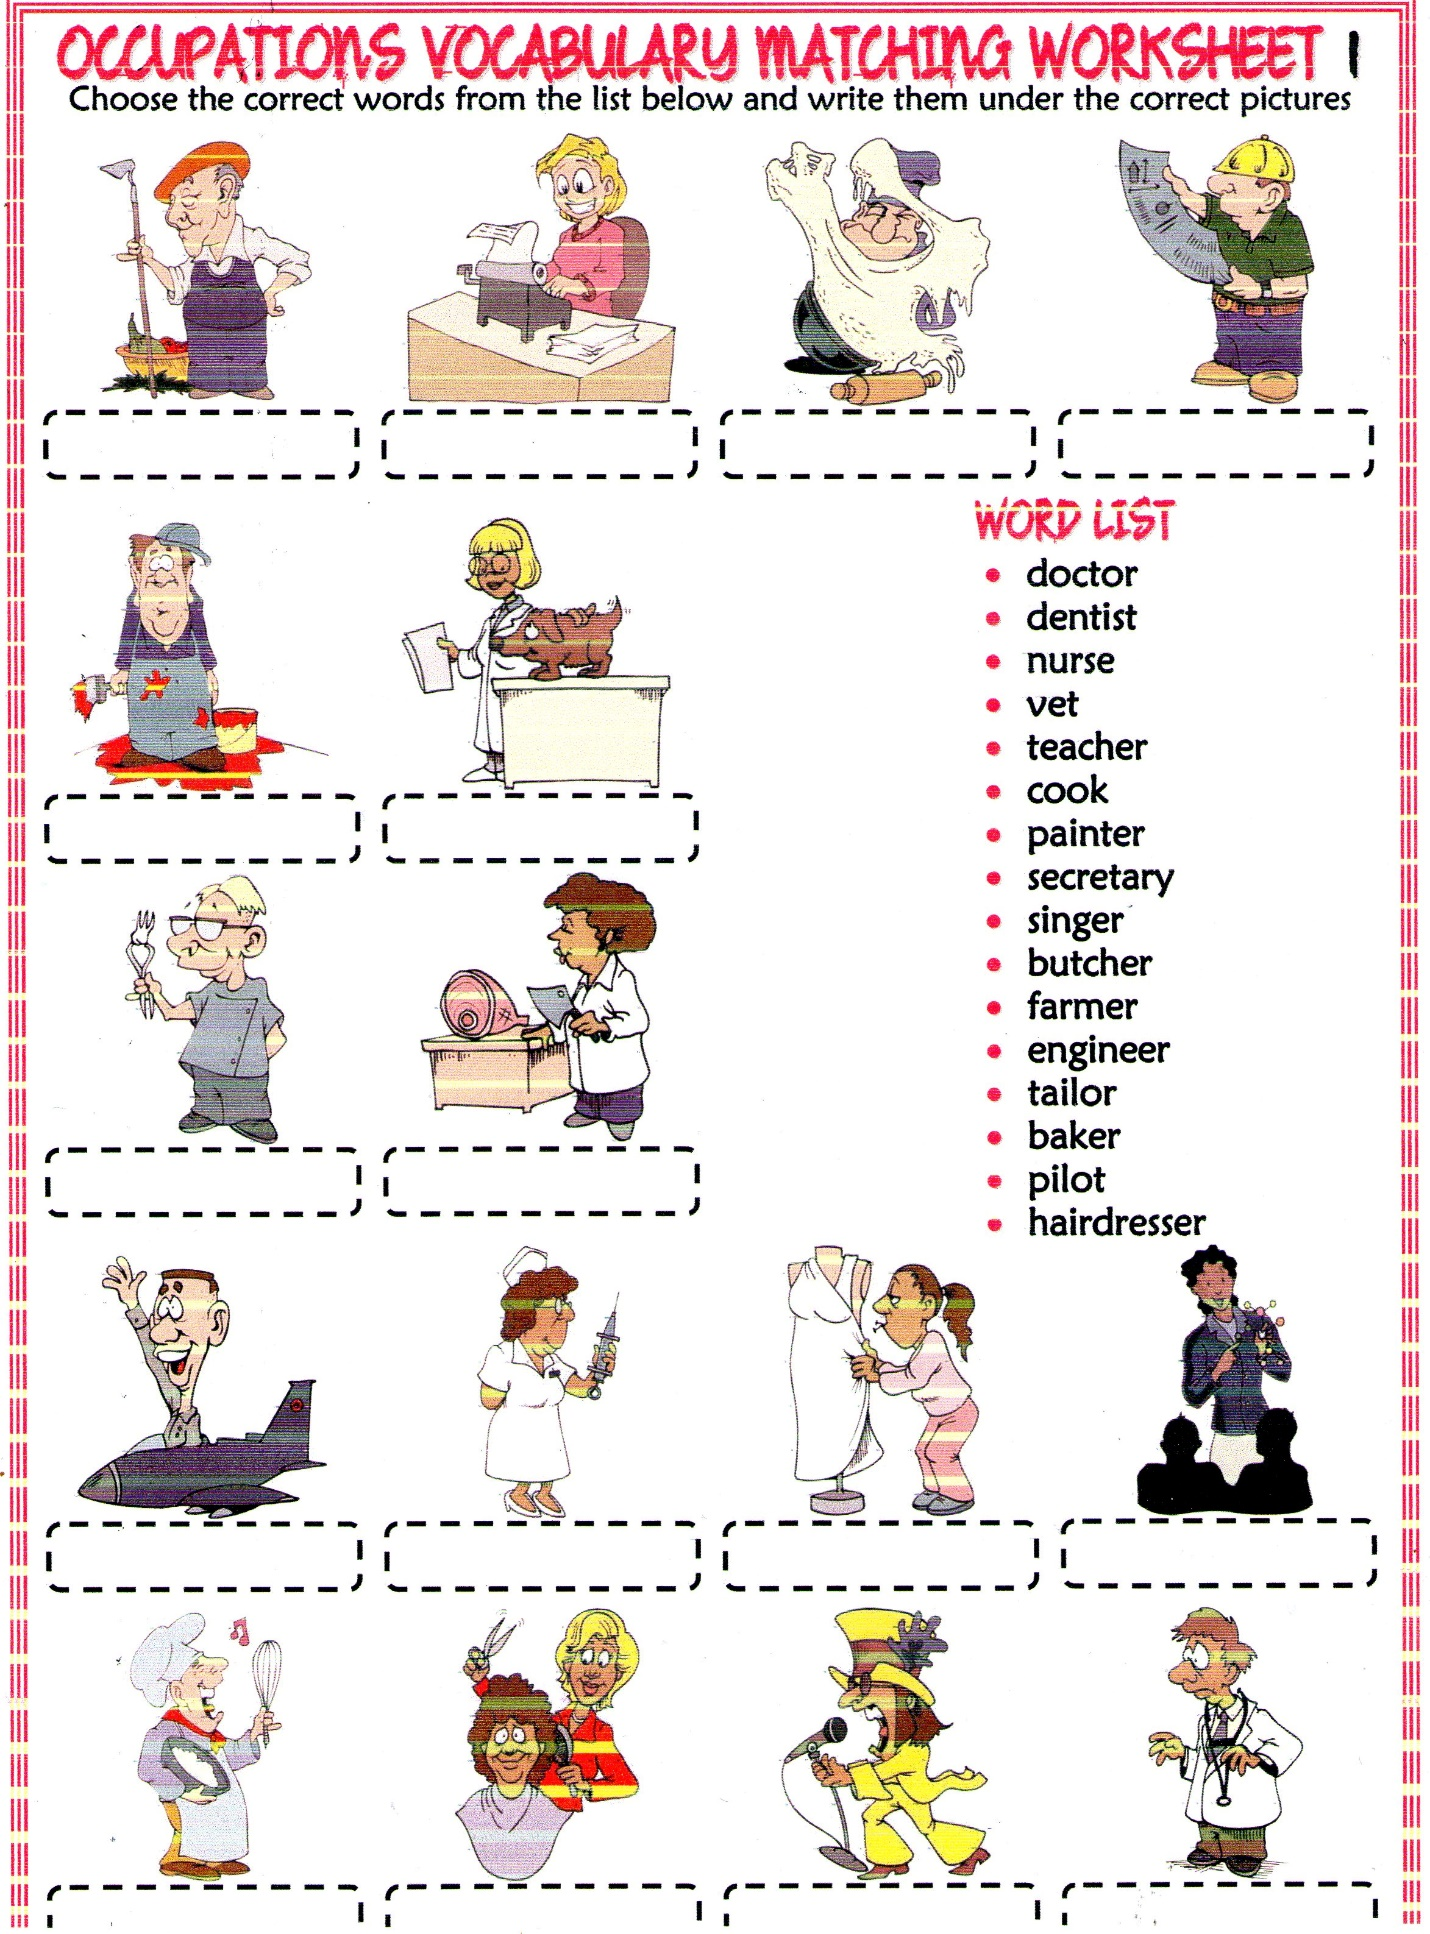 OCCUPATIONS VOCABULARY MATCHING WORKSHEET 1
Choose the correct words from the list below and write them under the correct pictures
WORD LIST
• doctor
• dentist
• nurse
• vet
• teacher
• cook
• painter
• secretary
• singer
• butcher
• farmer
• engineer
• tailor
• baker
• pilot
• hairdresser